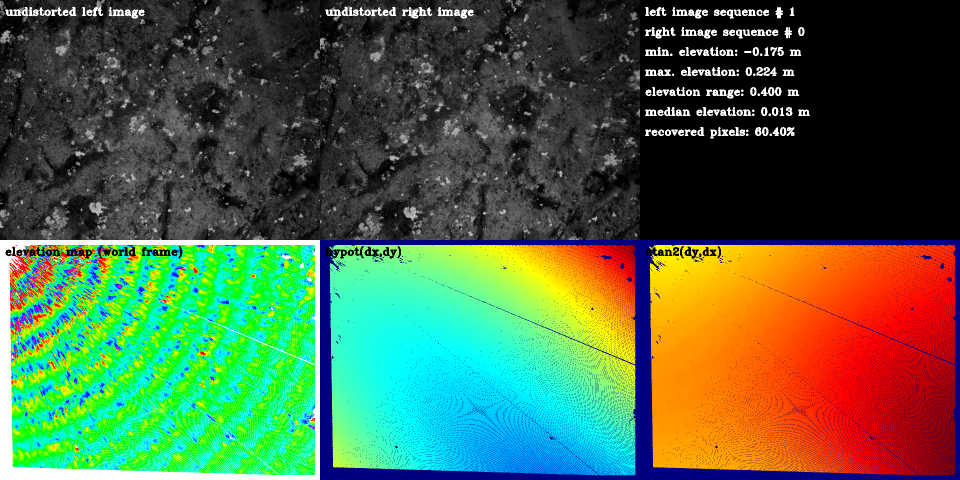 undistorted left image
undistorted right image
left image sequence # 1
right image sequence # 0
min. elevation: -0.175 m
max. elevation: 0.224 m
elevation range: 0.400 m
median elevation: 0.013 m
recovered pixels: 60.40%
elevation map (world frame)
hypot(dx,dy)
atan2(dy,dx)